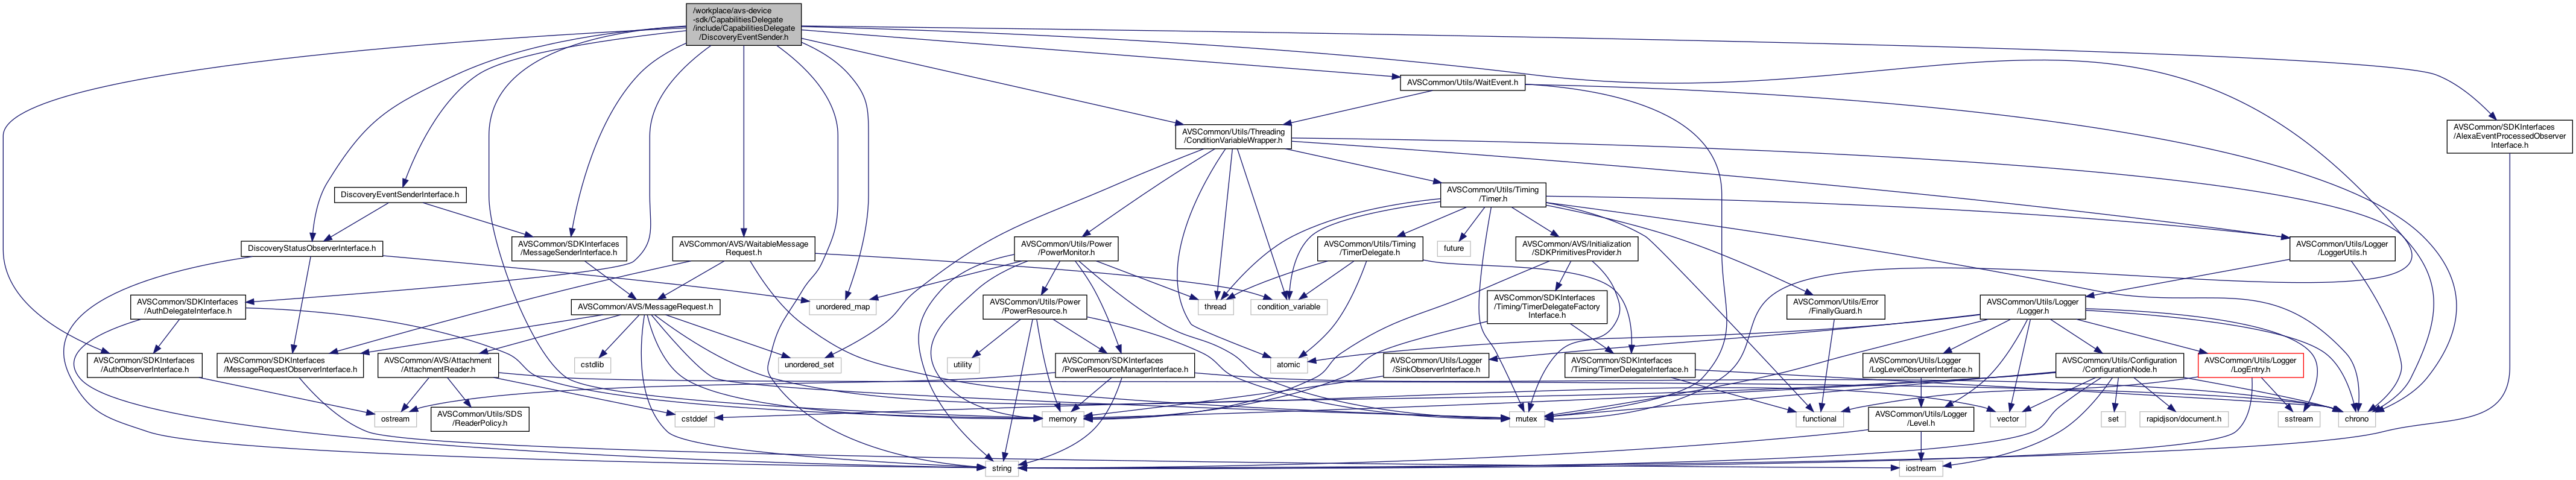 /workplace/avs-device
-sdk/CapabilitiesDelegate
/include/CapabilitiesDelegate
/DiscoveryEventSender.h
AVSCommon/Utils/WaitEvent.h
AVSCommon/Utils/Threading
/ConditionVariableWrapper.h
AVSCommon/SDKInterfaces
/AlexaEventProcessedObserver
Interface.h
DiscoveryEventSenderInterface.h
AVSCommon/Utils/Timing
/Timer.h
DiscoveryStatusObserverInterface.h
AVSCommon/SDKInterfaces
/MessageSenderInterface.h
AVSCommon/AVS/WaitableMessage
Request.h
AVSCommon/Utils/Power
/PowerMonitor.h
AVSCommon/Utils/Timing
/TimerDelegate.h
future
AVSCommon/AVS/Initialization
/SDKPrimitivesProvider.h
AVSCommon/Utils/Logger
/LoggerUtils.h
AVSCommon/SDKInterfaces
/AuthDelegateInterface.h
AVSCommon/AVS/MessageRequest.h
unordered_map
AVSCommon/Utils/Power
/PowerResource.h
thread
condition_variable
AVSCommon/SDKInterfaces
/Timing/TimerDelegateFactory
Interface.h
AVSCommon/Utils/Error
/FinallyGuard.h
AVSCommon/Utils/Logger
/Logger.h
AVSCommon/SDKInterfaces
/AuthObserverInterface.h
AVSCommon/SDKInterfaces
/MessageRequestObserverInterface.h
AVSCommon/AVS/Attachment
/AttachmentReader.h
cstdlib
unordered_set
utility
AVSCommon/SDKInterfaces
/PowerResourceManagerInterface.h
atomic
AVSCommon/Utils/Logger
/SinkObserverInterface.h
AVSCommon/SDKInterfaces
/Timing/TimerDelegateInterface.h
AVSCommon/Utils/Logger
/LogLevelObserverInterface.h
AVSCommon/Utils/Configuration
/ConfigurationNode.h
AVSCommon/Utils/Logger
/LogEntry.h
ostream
AVSCommon/Utils/SDS
/ReaderPolicy.h
cstddef
memory
mutex
functional
AVSCommon/Utils/Logger
/Level.h
vector
set
rapidjson/document.h
sstream
chrono
string
iostream